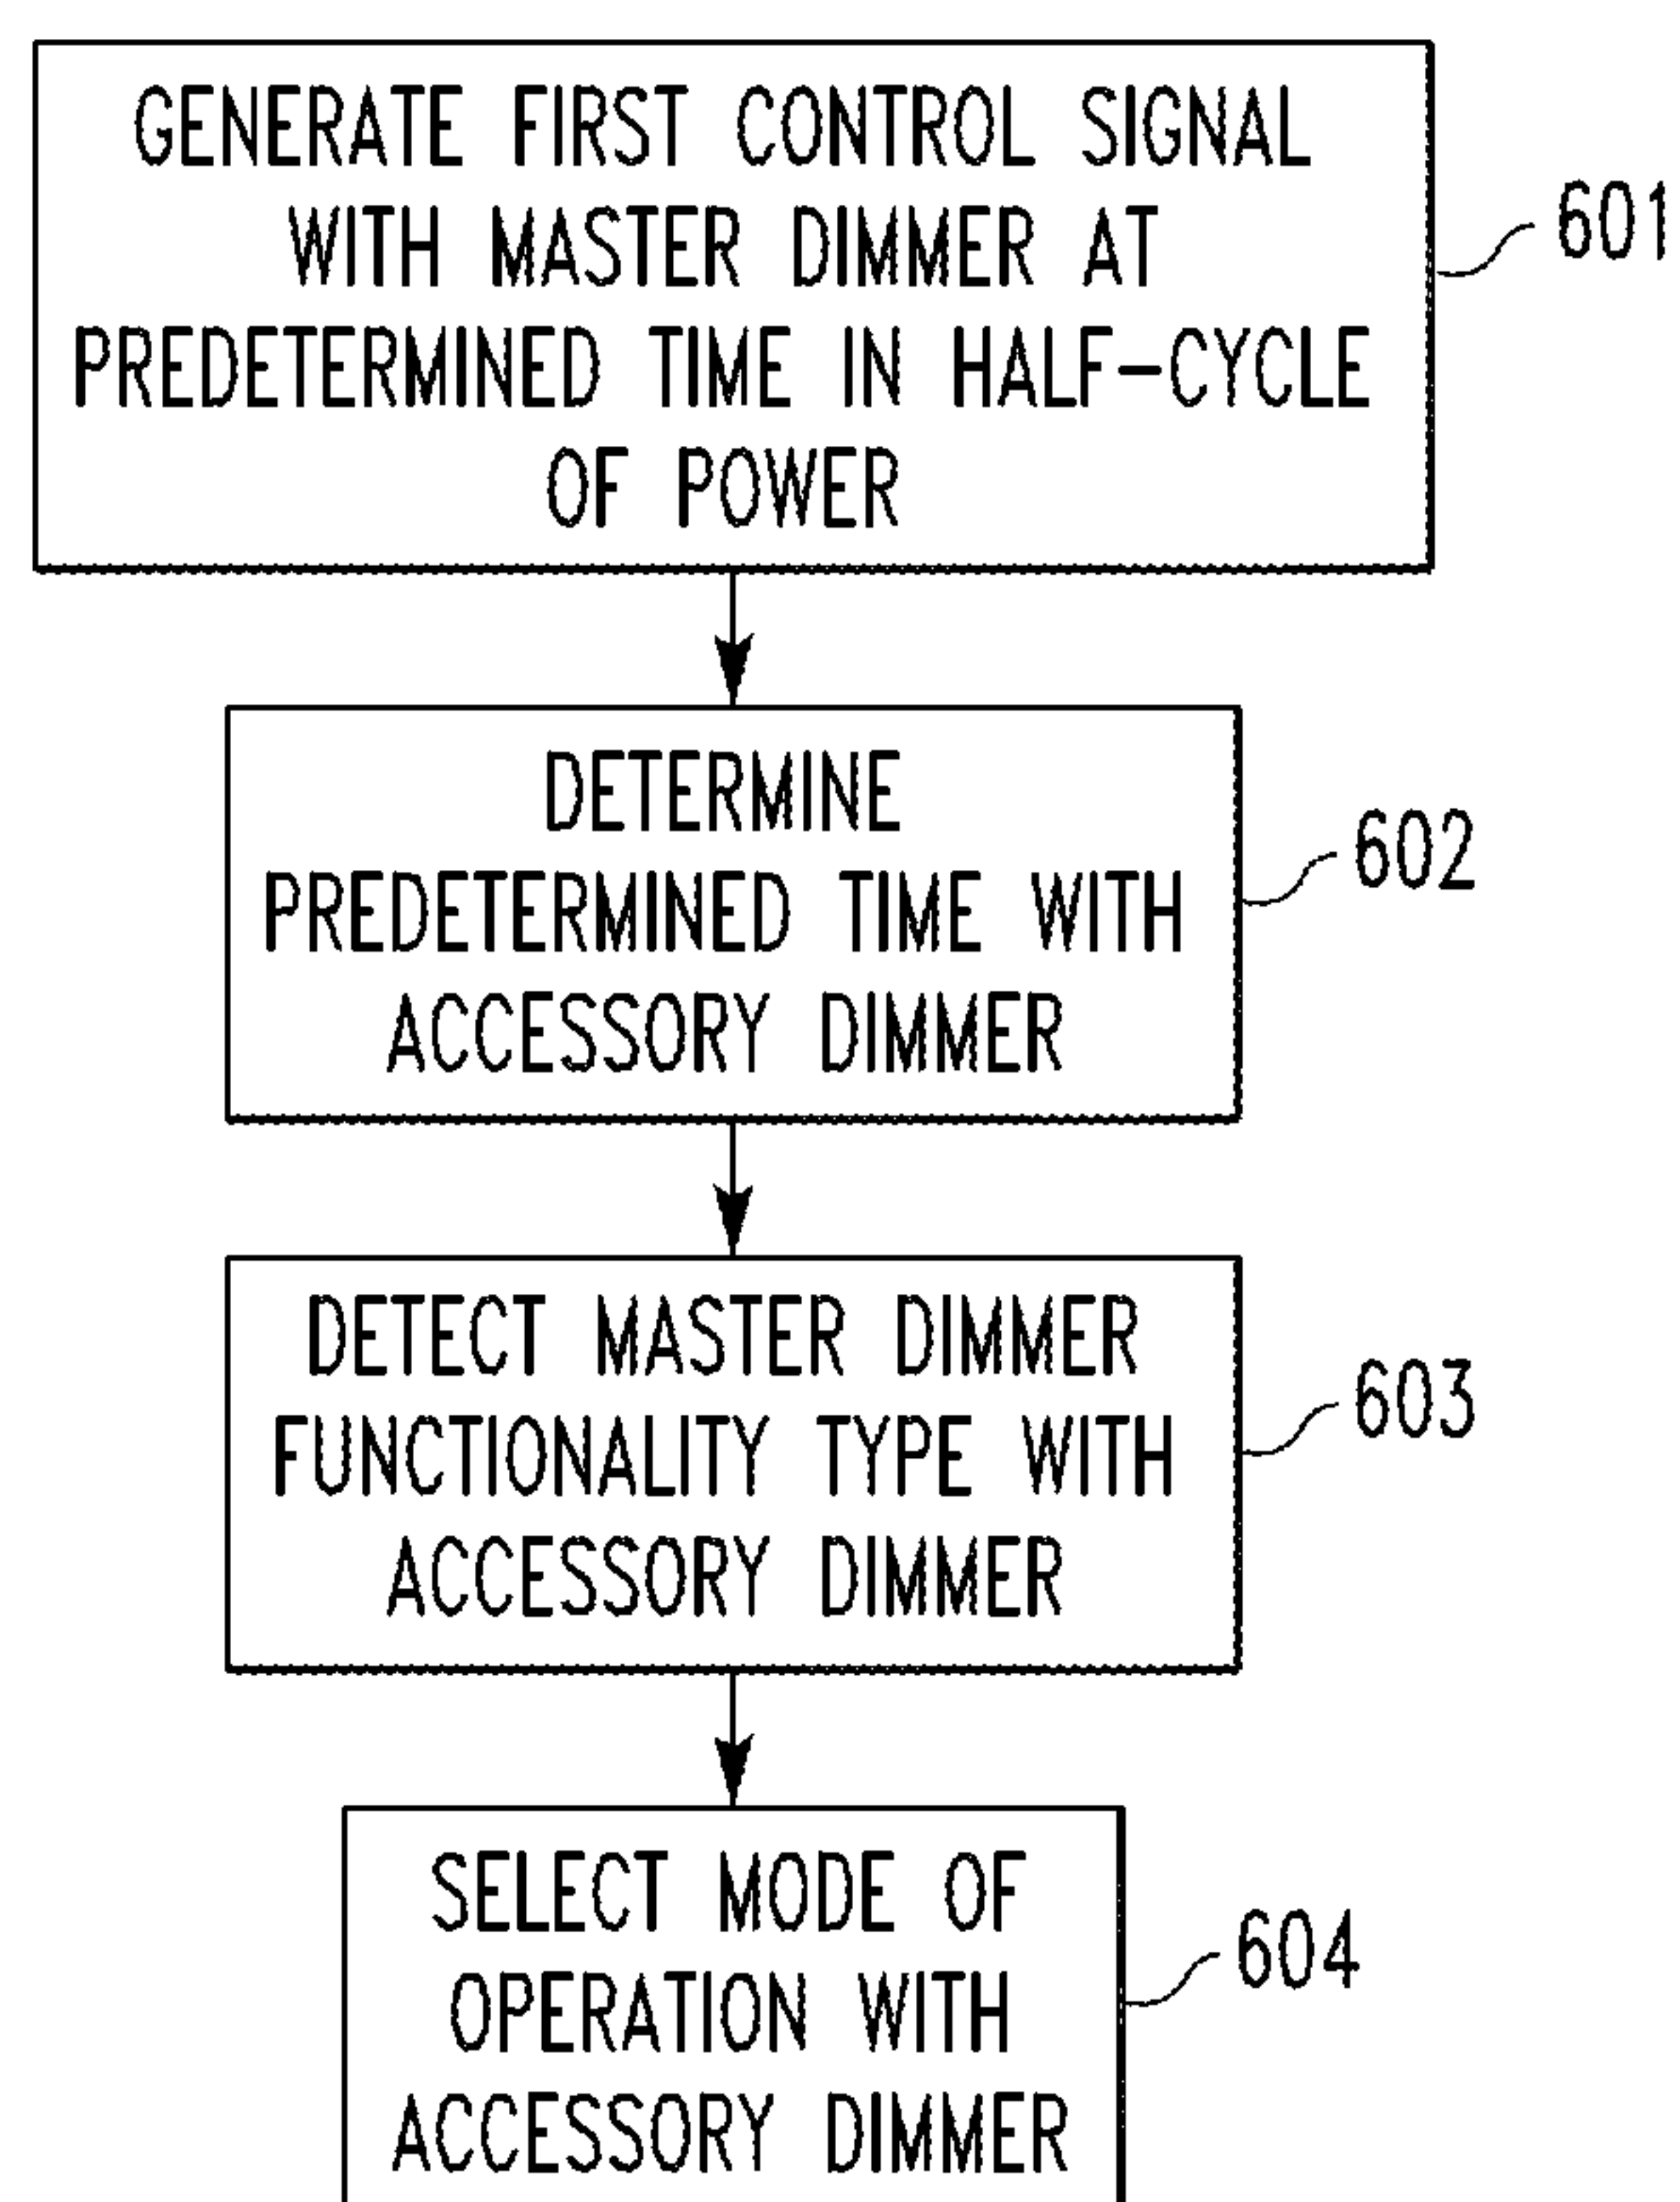 GENERATE FIRST CONTROL SIGNAL
WITH MASTER DIMMER AT
PREDETERMINED TIME IN HALF-CYCLE
OF POWER
601
DETERMINE
PREDETERMINED TIME WITH
ACCESSORY DIMMER
602
DETECT MASTER DIMMER
FUNCTIONALITY TYPE WITH
ACCESSORY DIMMER
603
SELECT MODE OF
OPERATION WITH
ACCESSORY DIMMER
604